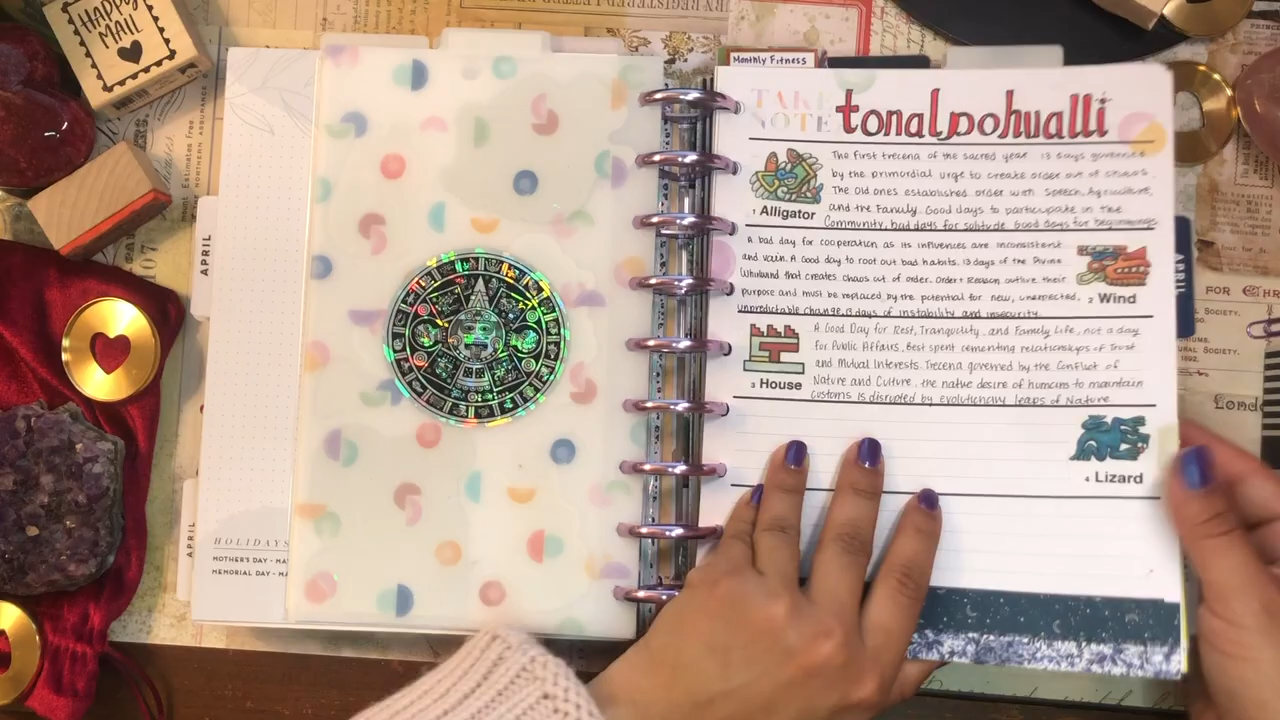 HAPPY
MAIL
APRIL
APRIL
HOLIDAYS
MOTHER'S DAY - MA
MEMORIAL DAY - M
Monthly Fitness
TAKE
NOTE
tonalpohualli
The first trecena of the sacred year 13 days governed
by the primordial urge to create order out of chaos.
The Old ones established order with Speech, Agriculture,
and the Family. Good days to participate in the
Community, bad days for solitude. Good days for beginnings
1 Alligator
A bad day for cooperation as its influences are inconsistent
and vain. A Good day to root out bad habits. 13 days of the Divine
Whirlwind that creates chaos out of order. Order + Reason outlive their
purpose and must be replaced by the potential for new, unexpected,
unpredictable change, 13 days of instability and insecurity.
2 Wind
A Good Day for Rest, Tranquility, and Family Life, not a day
for Public Affairs. Best spent cementing relationships of Trust
and Mutual Interests. Trecena governed by the Conflict of
Nature and Culture, the native desire of humans to maintain
Customs is disrupted by evolutionary leaps of Nature
3 House
4 Lizard
APRIL
FOR
SOCIETY.
1892.